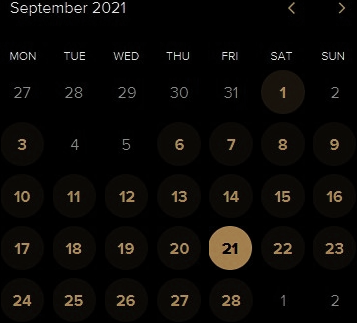 September 2021
MON TUE WED THU FRI SAT SUN
27 28 29 30 31 1 2
3 4 5 6 7 8 9
10 11 12 13 14 15 16
17 18 19 20 21 22 23
24 25 26 27 28 1 2